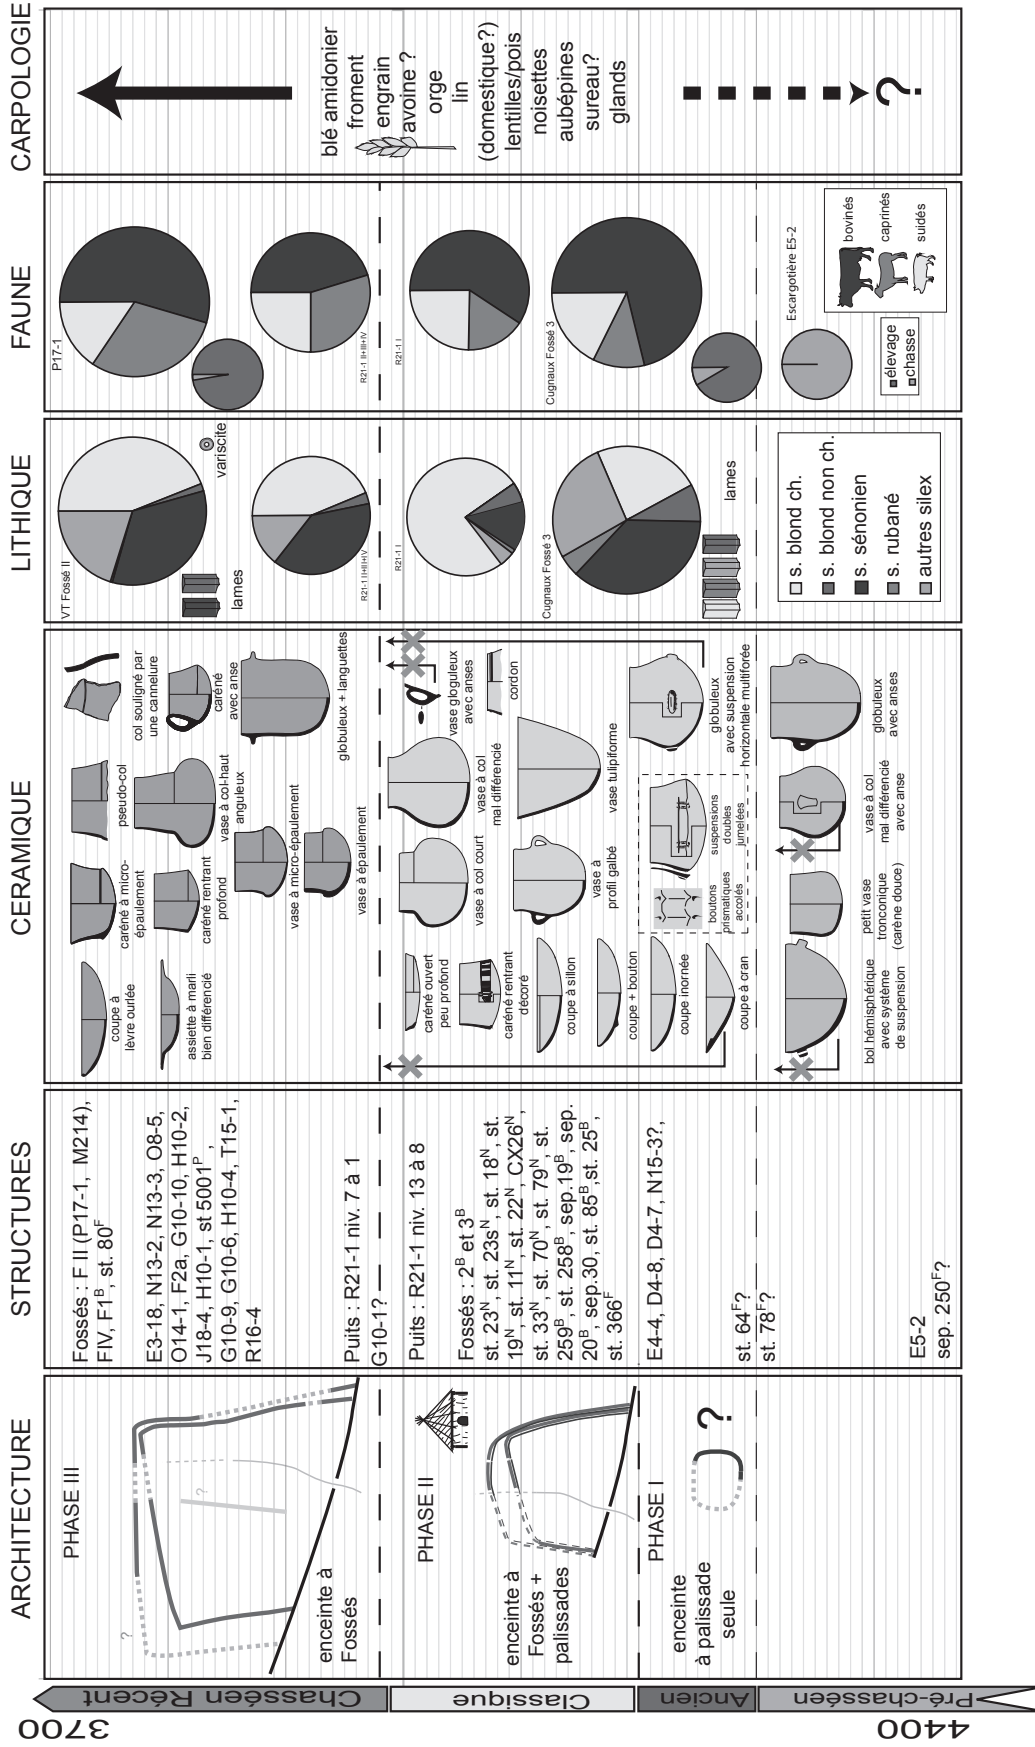 ARCHITECTURE
STRUCTURES
CERAMIQUE
LITHIQUE
FAUNE
CARPOLOGIE
3700
Chasséen Récent
Classique
Ancien
Pré-chasséen
4400
PHASE III
?
?
enceinte à
Fossés
PHASE II
enceinte à
Fossés +
palissades
PHASE I
enceinte
à palissade
seule
?
Fossés : F II (P17-1, M214),
FIV, F1B, st. 80F
E3-18, N13-2, N13-3, O8-5,
O14-1, F2a, G10-10, H10-2,
J18-4, H10-1, st 5001P,
G10-9, G10-6, H10-4, T15-1,
R16-4
Puits : R21-1 niv. 7 à 1
G10-1?
Puits : R21-1 niv. 13 à 8
Fossés : 2B et 3B
st. 23N, st. 23sN, st. 18N, st.
19N, st. 11N, st. 22N, CX26N,
st. 33N, st. 70N, st. 79N, st.
259B, st. 258B, sep.19B, sep.
20B, sep.30, st. 85B,st. 25B,
st. 366F
E4-4, D4-8, D4-7, N15-3?,
st. 64F?
st. 78F?
E5-2
sep. 250F?
coupe à
lèvre ourlée
caréné à micro-
épaulement
pseudo-col
col souligné par
une cannelure
assiette à marli
bien différencié
caréné rentrant
profond
vase à col-haut
anguleux
caréné
avec anse
vase à micro-épaulement
globuleux + languettes
vase à épaulement
caréné ouvert
peu profond
vase à col court
vase à col
mal différencié
vase gloguleux
avec anses
cordon
caréné rentrant
décoré
coupe à sillon
vase à
profil galbé
vase tulipiforme
coupe + bouton
coupe inornée
coupe à cran
boutons
prismatiques
accolés
suspensions
doubles
jumelées
globuleux
avec suspension
horizontale multiforée
bol hémisphérique
avec système
de suspension
petit vase
tronconique
(carène douce)
vase à col
mal différencié
avec anse
globuleux
avec anses
VT Fossé II
lames
variscite
R21-1 II+III+IV
R21-1 I
Cugnaux Fossé 3
lames
s. blond ch.
s. blond non ch.
s. sénonien
s. rubané
autres silex
P17-1
R21-1 II+III+IV
R21-1 I
Cugnaux Fossé 3
Escargotière E5-2
élevage
chasse
bovinés
caprinés
suidés
blé amidonier
froment
engrain
avoine ?
orge
lin
(domestique?)
lentilles/pois
noisettes
aubépines
sureau?
glands
?